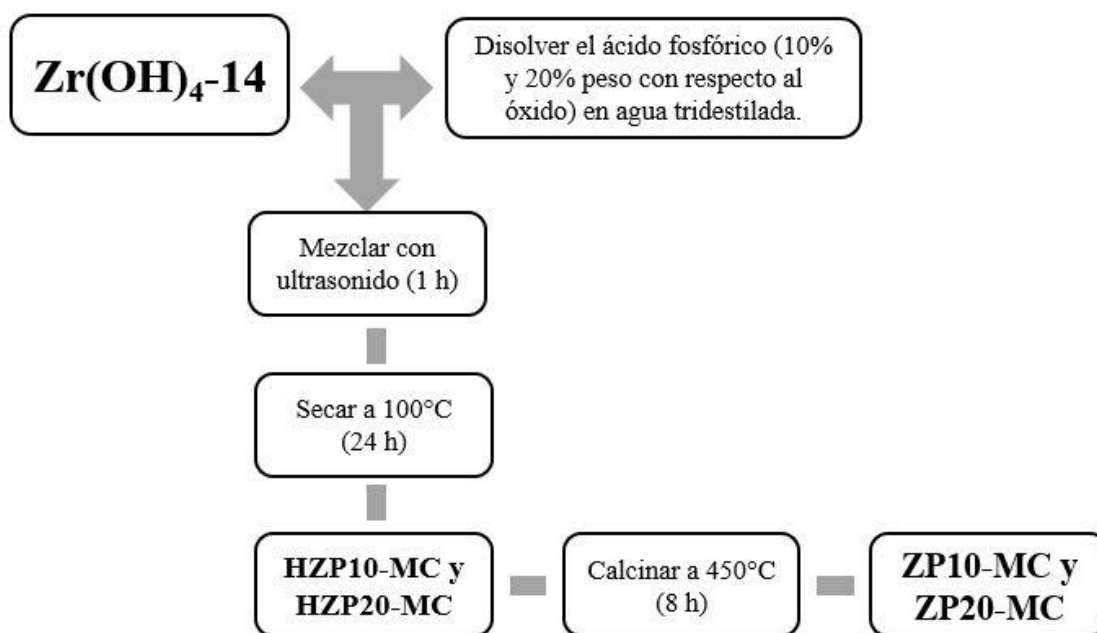 Zr(OH)₄-14
Disolver el ácido fosfórico (10%
y 20% peso con respecto al
óxido) en agua tridestilada.
Mezclar con
ultrasonido (1 h)
Secar a 100°C
(24 h)
HZP10-MC y
HZP20-MC
Calcinar a 450°C
(8 h)
ZP10-MC y
ZP20-MC